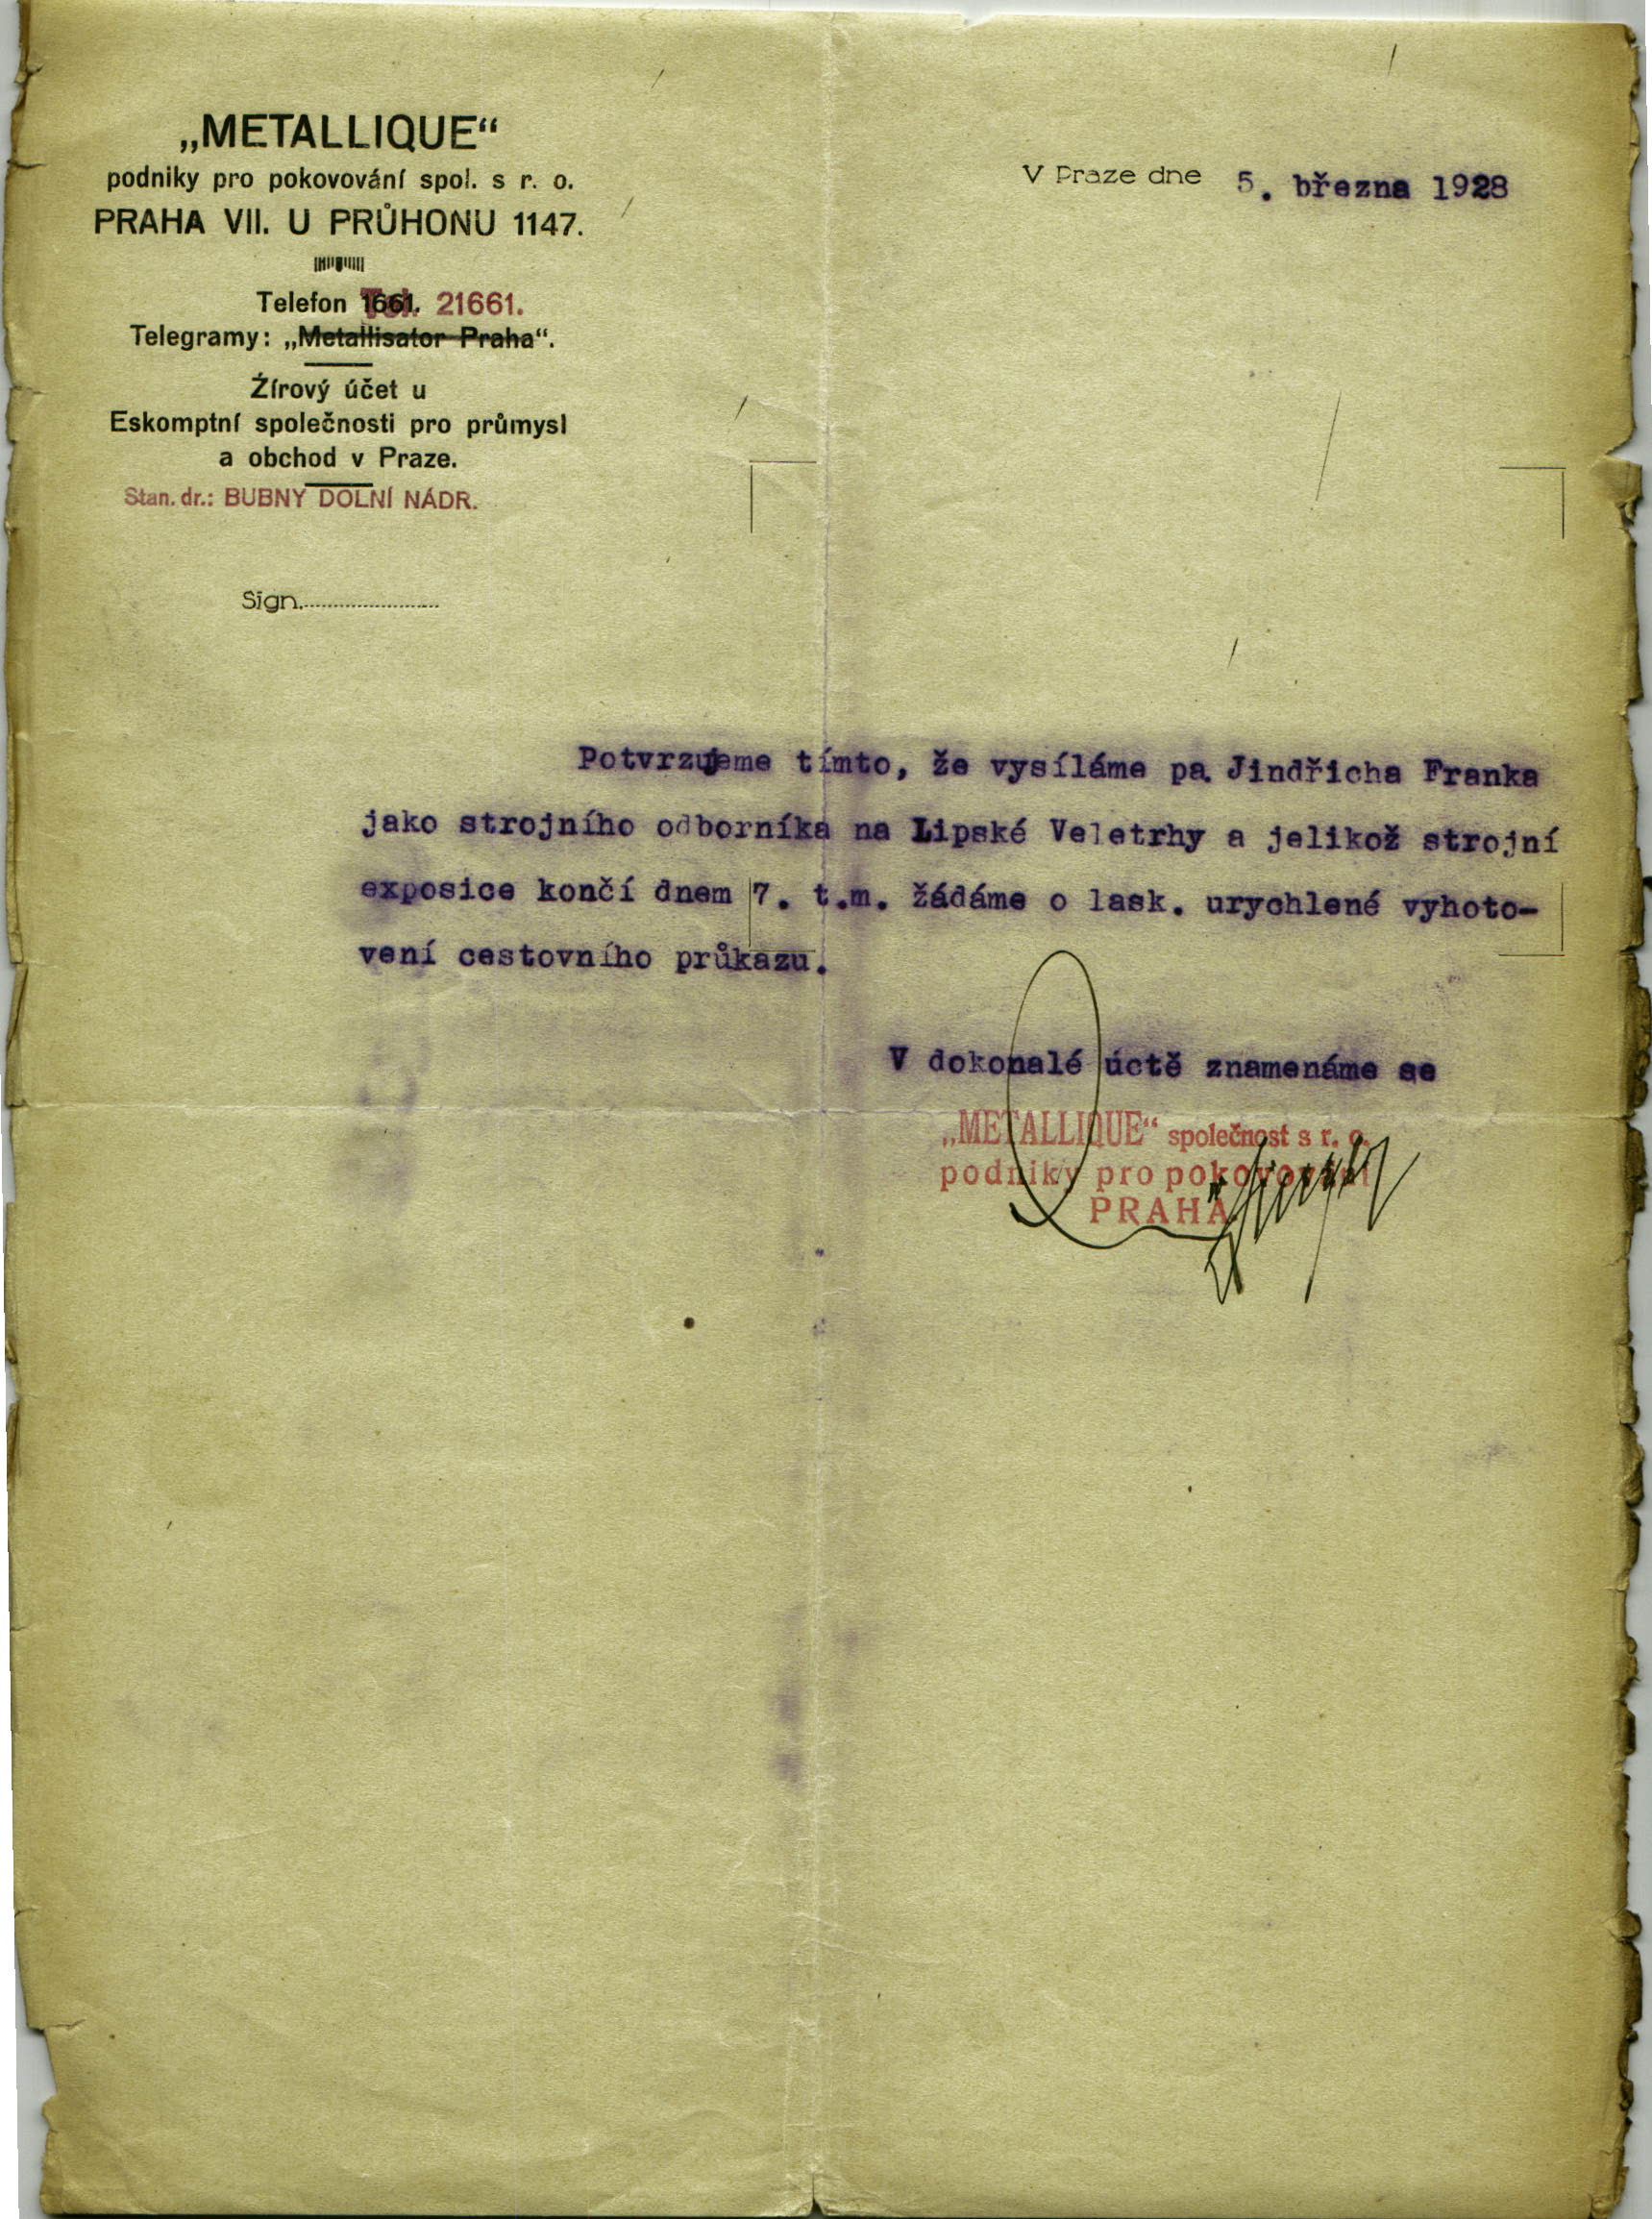 „METALLIQUE“
podniky pro pokovování spol. s r. o.
PRAHA VII. U PRŮHONU 1147.
Telefon 1661. Tel. 21661.
Telegramy: „Metallisator Praha“.
Žírový účet u
Eskomptní společnosti pro průmysl
a obchod v Praze.
Stan. dr.: BUBNY DOLNÍ NÁDR.
Sign.
V Praze dne 5. března 1928
Potvrzujeme tímto, že vysíláme pa. Jindřicha Franka
jako strojního odborníka na Lipské Veletrhy a jelikož strojní
exposice končí dnem 7. t.m. žádáme o lask. urychlené vyhoto-
vení cestovního průkazu.
V dokonalé úctě znamenáme se
„METALLIQUE“ společnost s r. o.
podniky pro pokovování
PRAHA